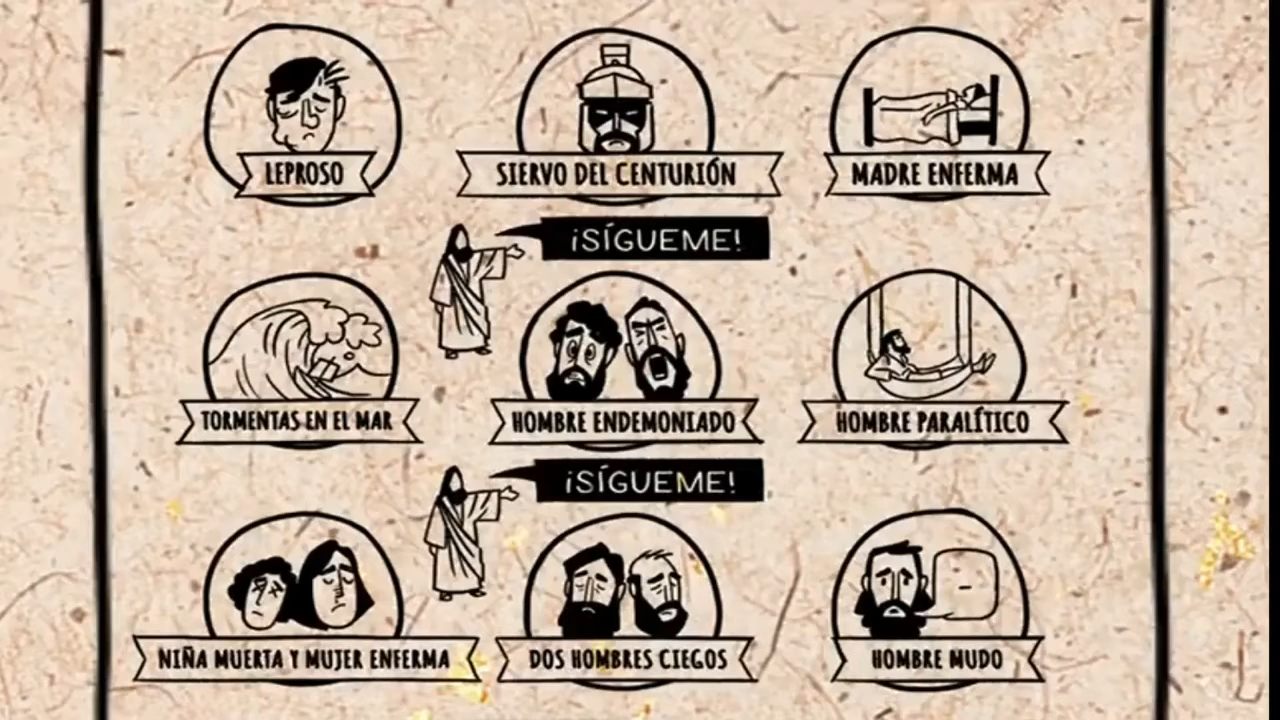 LEPROSO
SIERVO DEL CENTURIÓN
MADRE ENFERMA
¡SÍGUEME!
TORMENTAS EN EL MAR
HOMBRE ENDEMONIADO
HOMBRE PARALÍTICO
¡SÍGUEME!
NIÑA MUERTA Y MUJER ENFERMA
DOS HOMBRES CIEGOS
HOMBRE MUDO